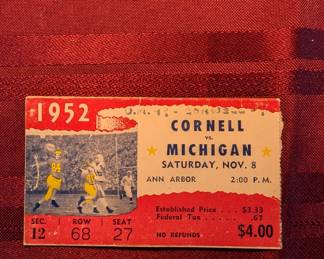 1952
CORNELL
vs.
MICHIGAN
SATURDAY, NOV. 8
ANN ARBOR 2:00 P.M.
Established Price . . . $3.33
Federal Tax . . . . . .67
NO REFUNDS $4.00
SEC. ROW SEAT
12 68 27